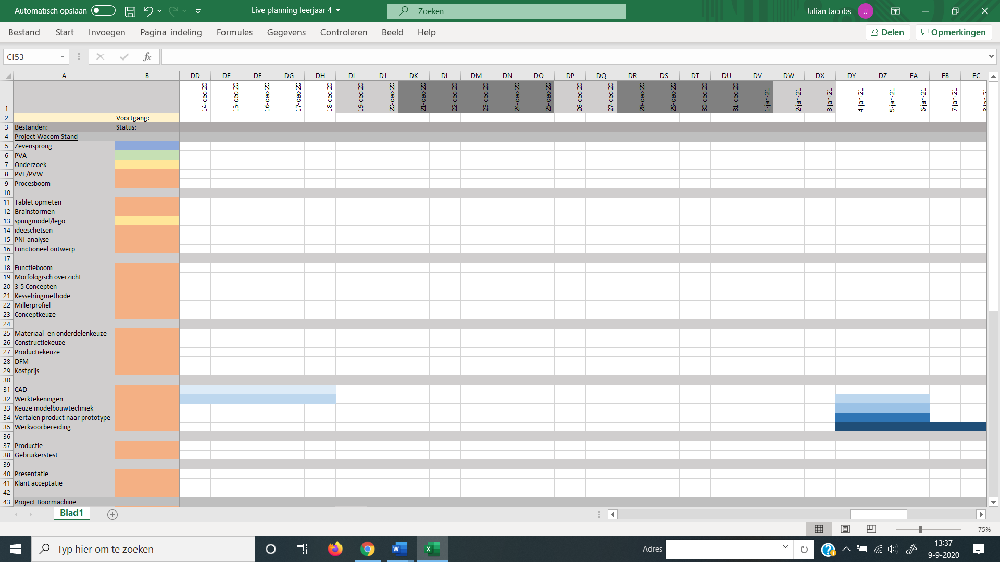 Automatisch opslaan
Live planning leerjaar 4
Zoeken
Julian Jacobs
JJ
Bestand Start Invoegen Pagina-indeling Formules Gegevens Controleren Beeld Help
Delen
Opmerkingen
CI53
fx
A B DD DE DF DG DH DI DJ DK DL DM DN DO DP DQ DR DS DT DU DV DW DX DY DZ EA EB EC
1 14-dec-20 15-dec-20 16-dec-20 17-dec-20 18-dec-20 19-dec-20 20-dec-20 21-dec-20 22-dec-20 23-dec-20 24-dec-20 25-dec-20 26-dec-20 27-dec-20 28-dec-20 29-dec-20 30-dec-20 31-dec-20 1-jan-21 2-jan-21 3-jan-21 4-jan-21 5-jan-21 6-jan-21 7-jan-21 8-jan-21
2 Voortgang:
3 Bestanden: Status:
4 Project Wacom Stand
5 Zevensprong
6 PVA
7 Onderzoek
8 PVE/PVW
9 Procesboom
10
11 Tablet opmeten
12 Brainstormen
13 spuugmodel/lego
14 ideeschetsen
15 PNI-analyse
16 Functioneel ontwerp
17
18 Functieboom
19 Morfologisch overzicht
20 3-5 Concepten
21 Kesselringmethode
22 Millerprofiel
23 Conceptkeuze
24
25 Materiaal- en onderdelenkeuze
26 Constructiekeuze
27 Productiekeuze
28 DFM
29 Kostprijs
30
31 CAD
32 Werktekeningen
33 Keuze modelbouwtechniek
34 Vertalen product naar prototype
35 Werkvoorbereiding
36
37 Productie
38 Gebruikerstest
39
40 Presentatie
41 Klant acceptatie
42
43 Project Boormachine
Blad1
75%
Typ hier om te zoeken
Adres
13:37
9-9-2020